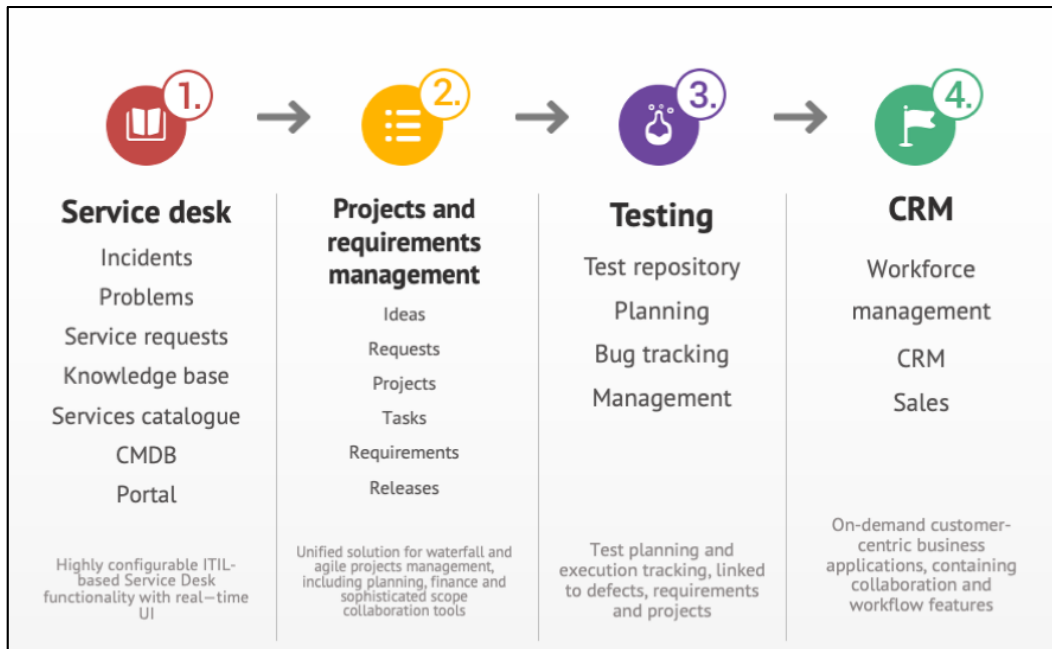 1.
2.
3.
4.
Service desk
Incidents
Problems
Service requests
Knowledge base
Services catalogue
CMDB
Portal
Highly configurable ITIL-
based Service Desk
functionality with real—time
UI
Projects and
requirements
management
Ideas
Requests
Projects
Tasks
Requirements
Releases
Unified solution for waterfall and
agile projects management,
including planning, finance and
sophisticated scope
collaboration tools
Testing
Test repository
Planning
Bug tracking
Management
Test planning and
execution tracking, linked
to defects, requirements
and projects
CRM
Workforce
management
CRM
Sales
On-demand customer-
centric business
applications, containing
collaboration and
workflow features